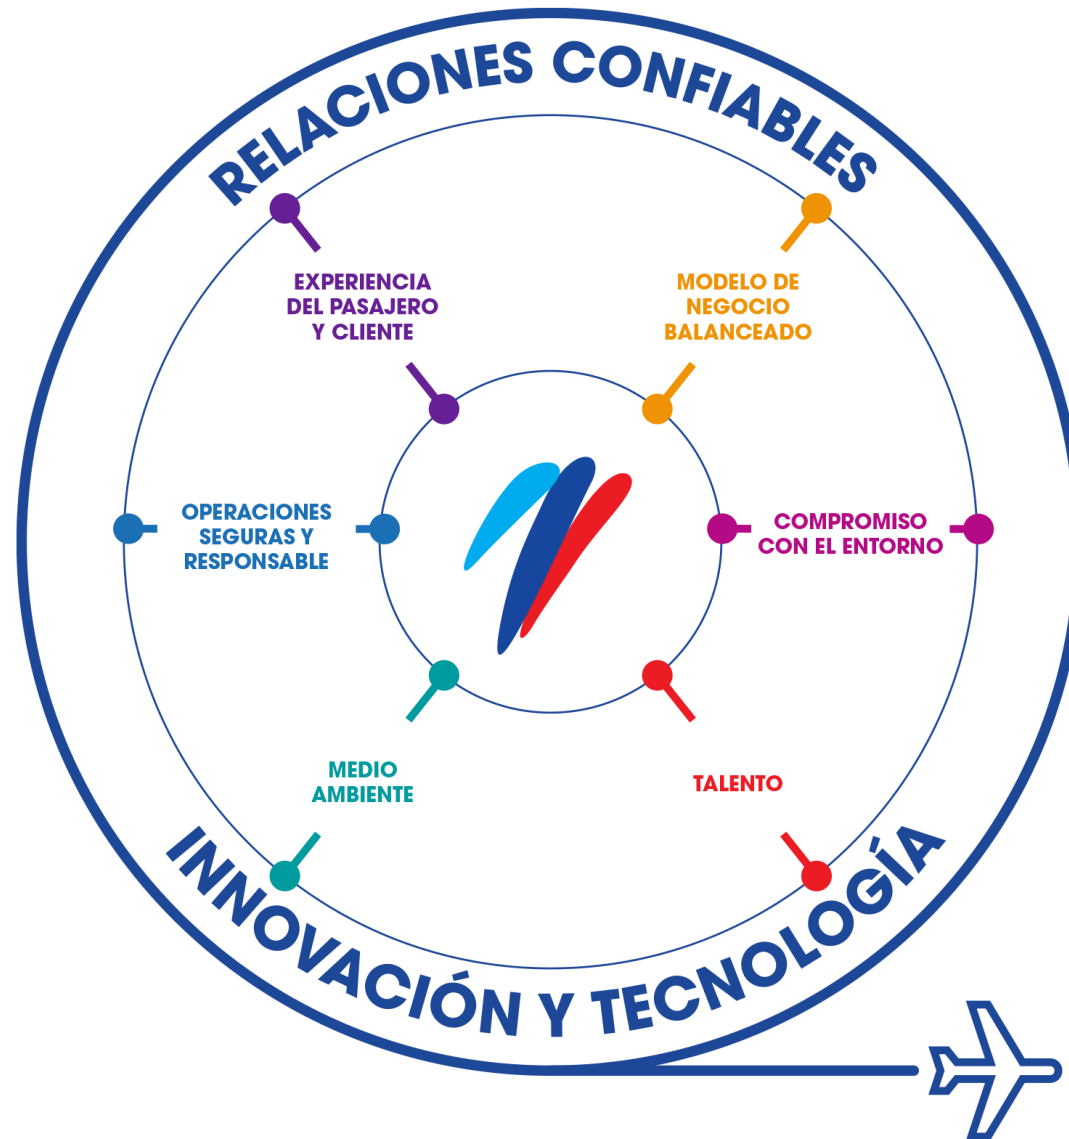 RELACIONES CONFIABLES
EXPERIENCIA
DEL PASAJERO
Y CLIENTE
MODELO DE
NEGOCIO
BALANCEADO
OPERACIONES
SEGURAS Y
RESPONSABLE
COMPROMISO
CON EL ENTORNO
MEDIO
AMBIENTE
TALENTO
INNOVACIÓN Y TECNOLOGÍA